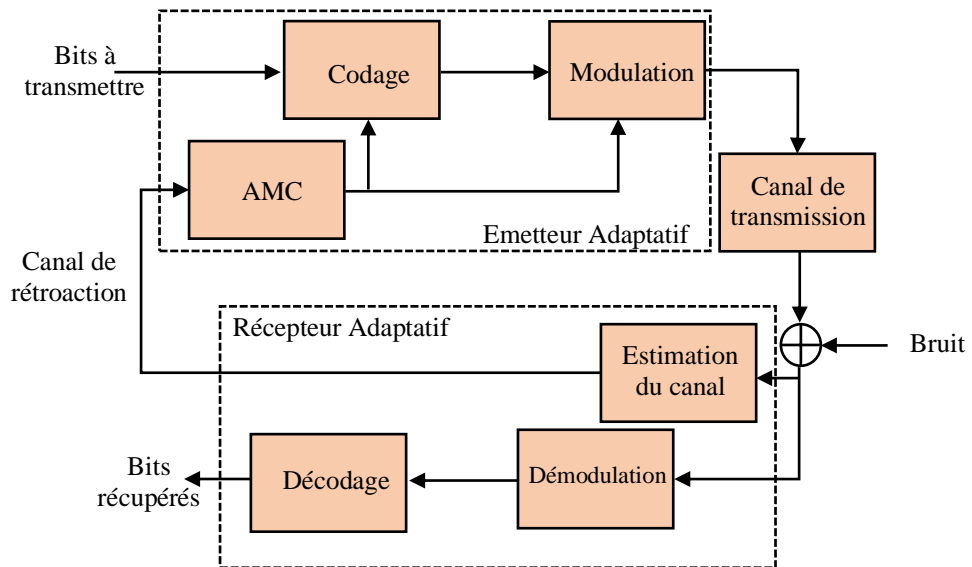 Bits à
transmettre
Codage
Modulation
AMC
Canal de
transmission
Emetteur Adaptatif
Canal de
rétroaction
Récepteur Adaptatif
Estimation
du canal
Bruit
Bits
récupérés
Décodage
Démodulation